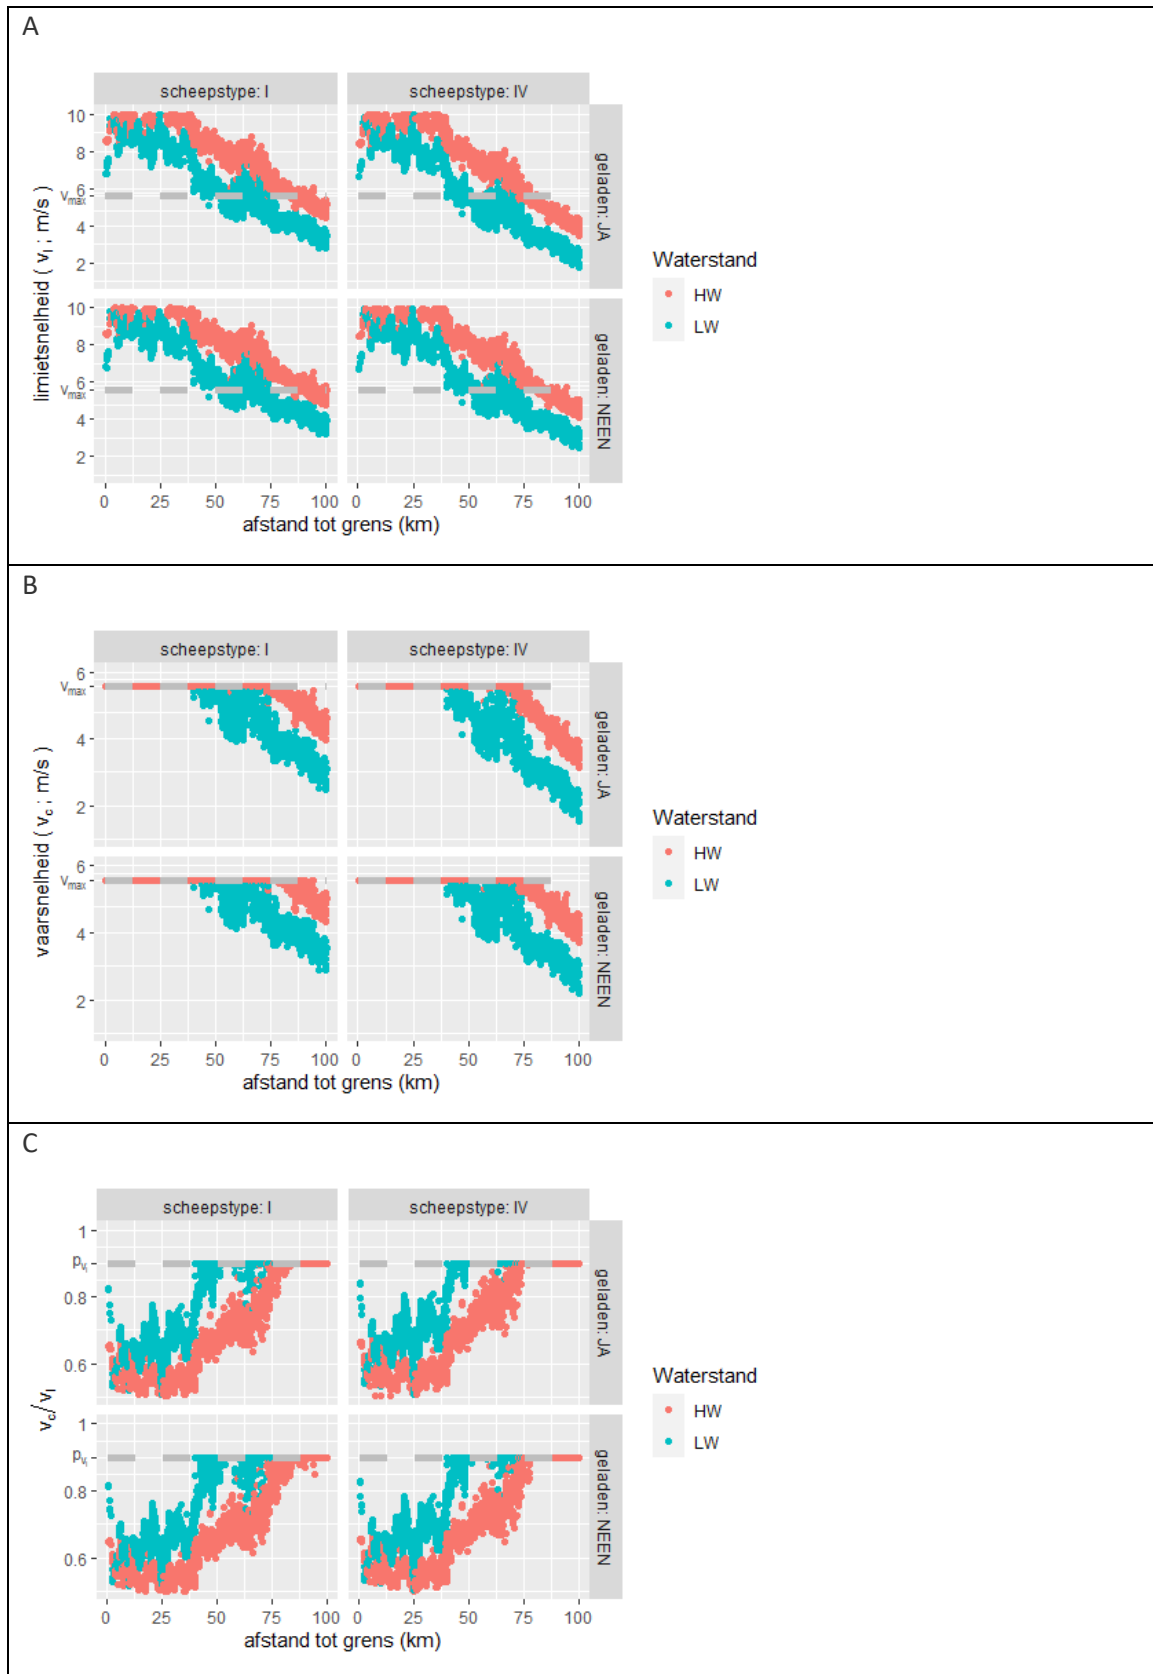 A
scheepstype: I
scheepstype: IV
10
8
6
vmax
4
2
geladen: JA
10
8
6
vmax
4
2
geladen: NEEN
limietsnelheid ( vl ; m/s )
0 25 50 75 100 0 25 50 75 100
afstand tot grens (km)
Waterstand
HW
LW
B
scheepstype: I
scheepstype: IV
6
vmax
4
2
geladen: JA
6
vmax
4
2
geladen: NEEN
vaarsnelheid ( vc ; m/s )
0 25 50 75 100 0 25 50 75 100
afstand tot grens (km)
Waterstand
HW
LW
C
scheepstype: I
scheepstype: IV
1
pvl
0.8
0.6
geladen: JA
1
pvl
0.8
0.6
geladen: NEEN
vc/vl
0 25 50 75 100 0 25 50 75 100
afstand tot grens (km)
Waterstand
HW
LW